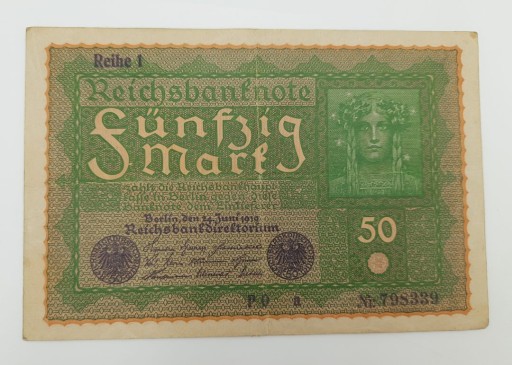 Reihe 1
Reichsbanknote
Fünfzig
Mark
zahlt die Reichsbankhaupt-
kasse in Berlin gegen diese
Banknote dem Einlieferer
Berlin, den 24. Juni 1919
Reichsbankdirektorium
50
P O a
Nr. 798339